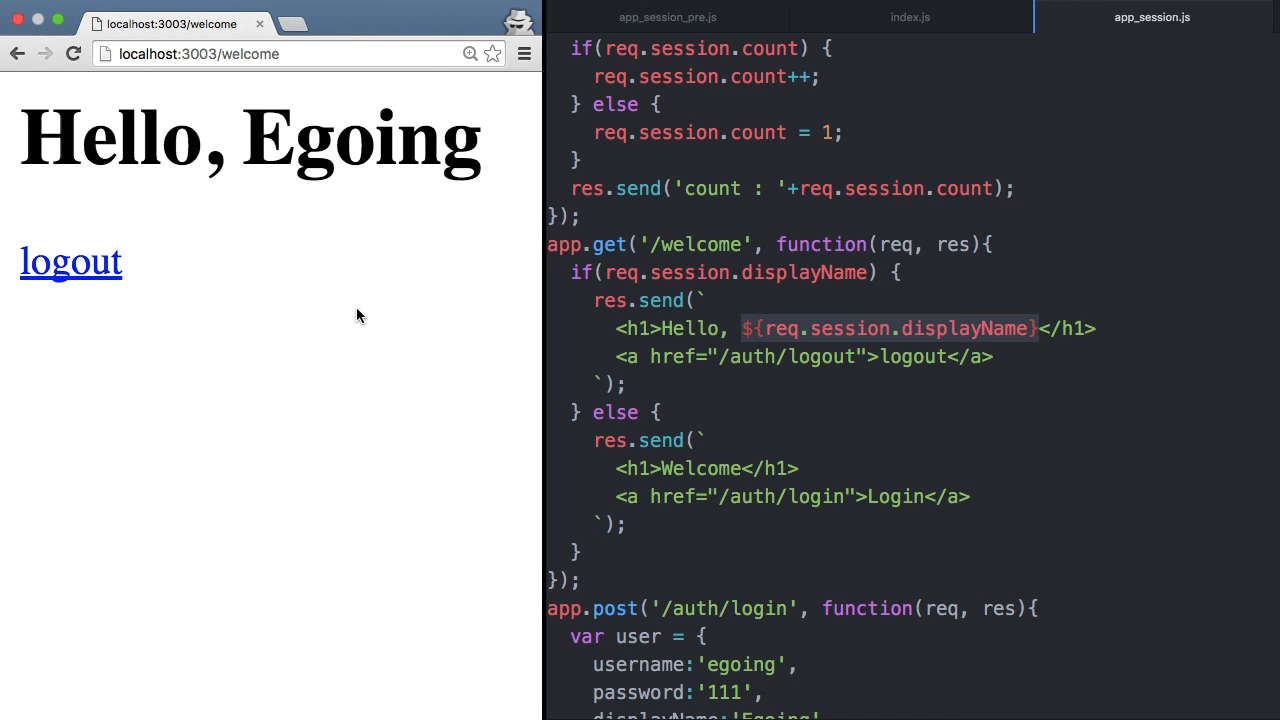 localhost:3003/welcome
localhost:3003/welcome
Hello, Egoing
logout
app_session_pre.js
index.js
app_session.js
if(req.session.count) {
req.session.count++;
} else {
req.session.count = 1;
}
res.send('count : '+req.session.count);
});
app.get('/welcome', function(req, res){
if(req.session.displayName) {
res.send(`
<h1>Hello, ${req.session.displayName}</h1>
<a href="/auth/logout">logout</a>
`);
} else {
res.send(`
<h1>Welcome</h1>
<a href="/auth/login">Login</a>
`);
}
});
app.post('/auth/login', function(req, res){
var user = {
username:'egoing',
password:'111',
displayName:'Egoing'